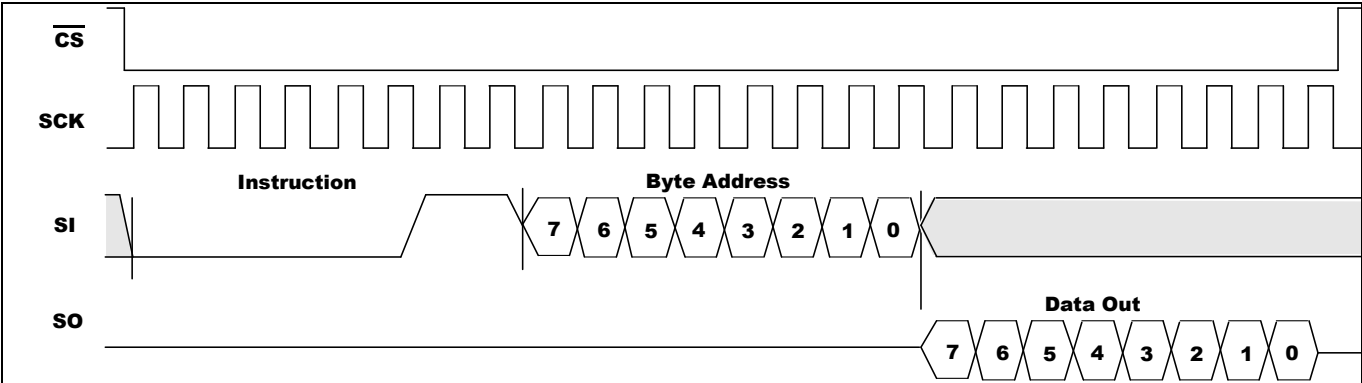 CS
SCK
Instruction
Byte Address
SI
7 6 5 4 3 2 1 0
Data Out
SO
7 6 5 4 3 2 1 0